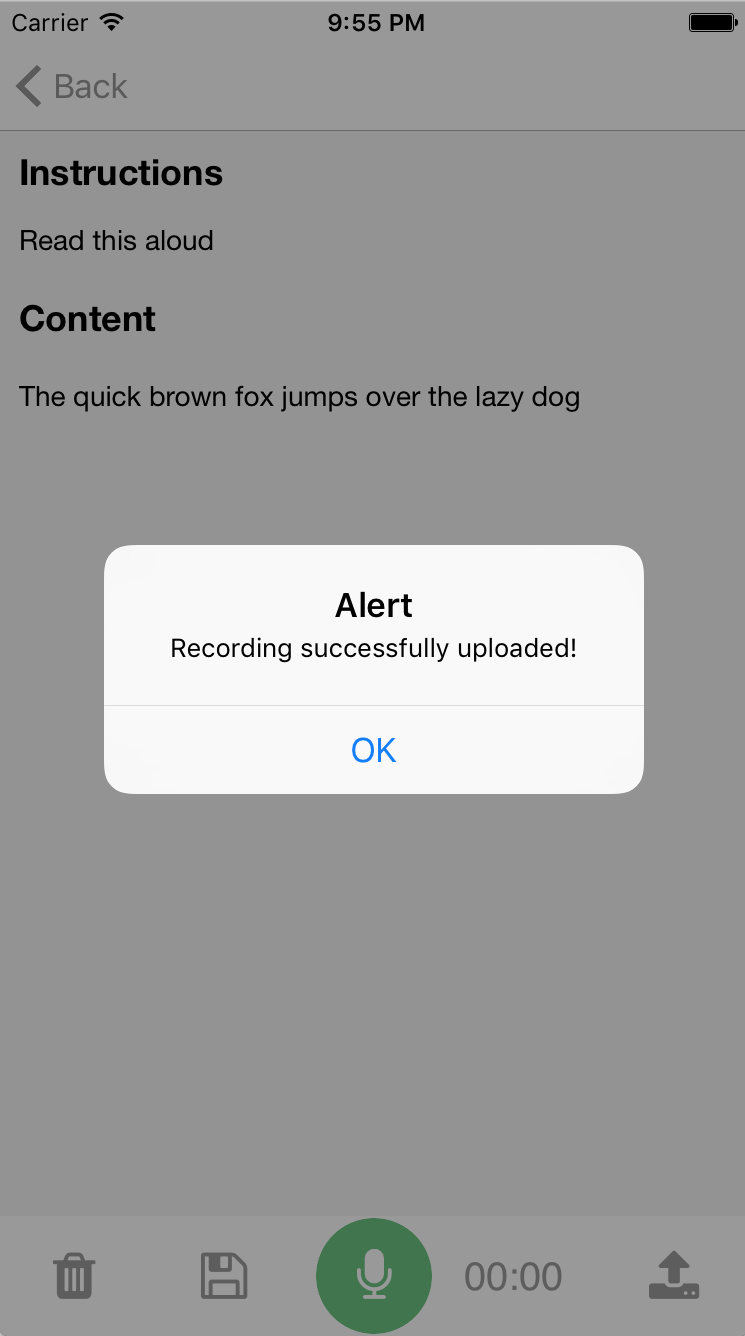 Carrier 9:55 PM
Back
Instructions
Read this aloud
Content
The quick brown fox jumps over the lazy dog
Alert
Recording successfully uploaded!
OK
00:00